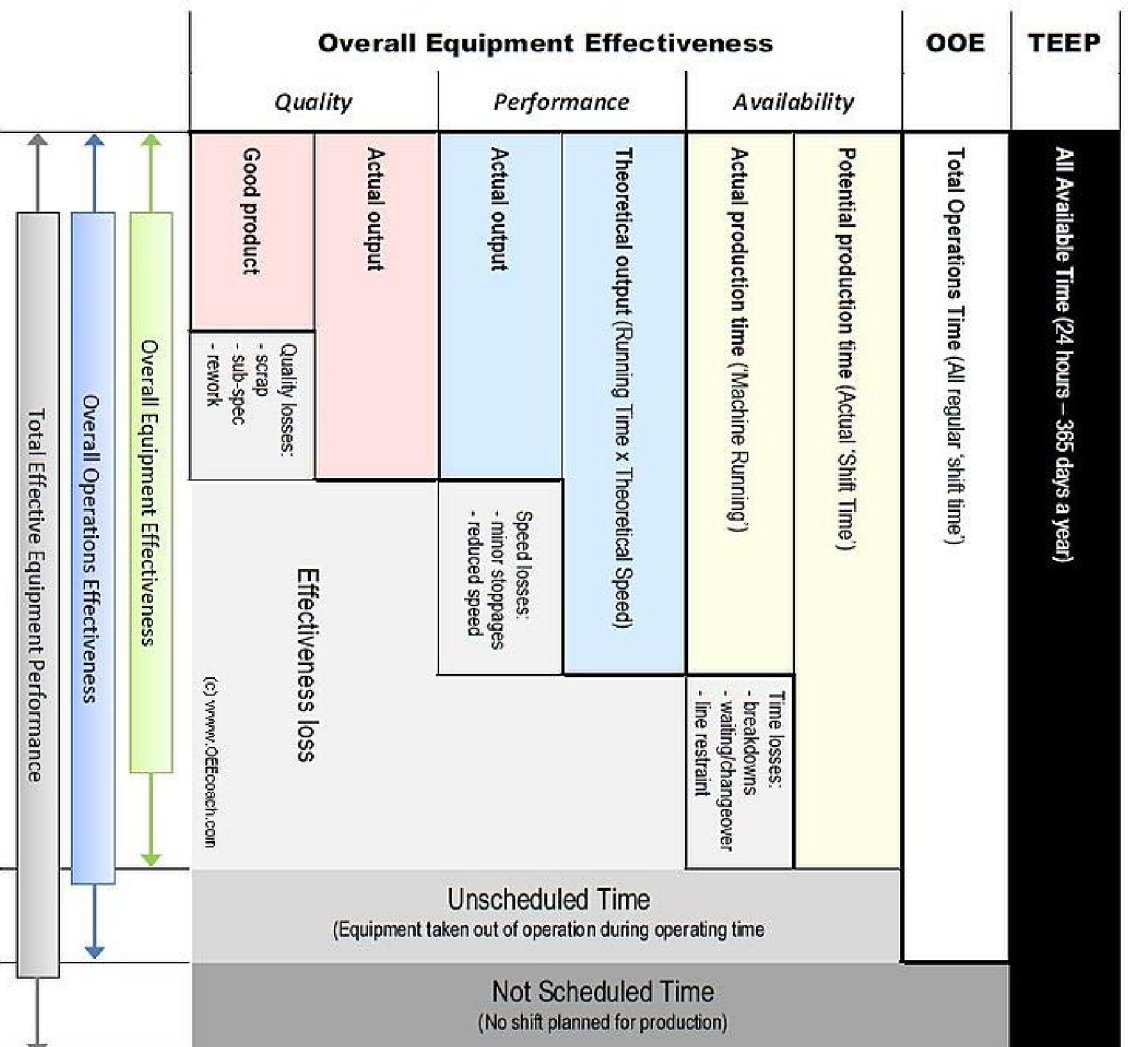 Overall Equipment Effectiveness
OOE
TEEP
Quality
Performance
Availability
Good product
Actual output
Actual output
Theoretical output (Running Time x Theoretical Speed)
Actual production time ('Machine Running')
Potential production time (Actual 'Shift Time')
Total Operations Time (All regular 'shift time')
All Available Time (24 hours – 365 days a year)
Quality losses:
- scrap
- sub-spec
- rework
Speed losses:
- minor stoppages
- reduced speed
Time losses:
- breakdowns
- waiting/changeover
- line restraint
Effectiveness loss
(c) www.OEEcoach.com
Unscheduled Time
(Equipment taken out of operation during operating time
Not Scheduled Time
(No shift planned for production)
Overall Equipment Effectiveness
Overall Operations Effectiveness
Total Effective Equipment Performance